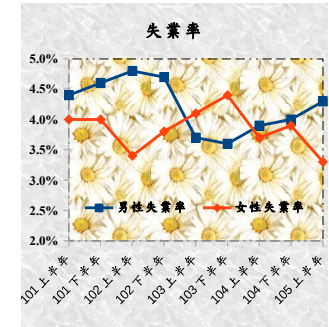 失業率
5.0%
4.5%
4.0%
3.5%
3.0%
2.5%
2.0%
男性失業率 女性失業率
101上半年
101下半年
102上半年
102下半年
103上半年
103下半年
104上半年
104下半年
105上半年